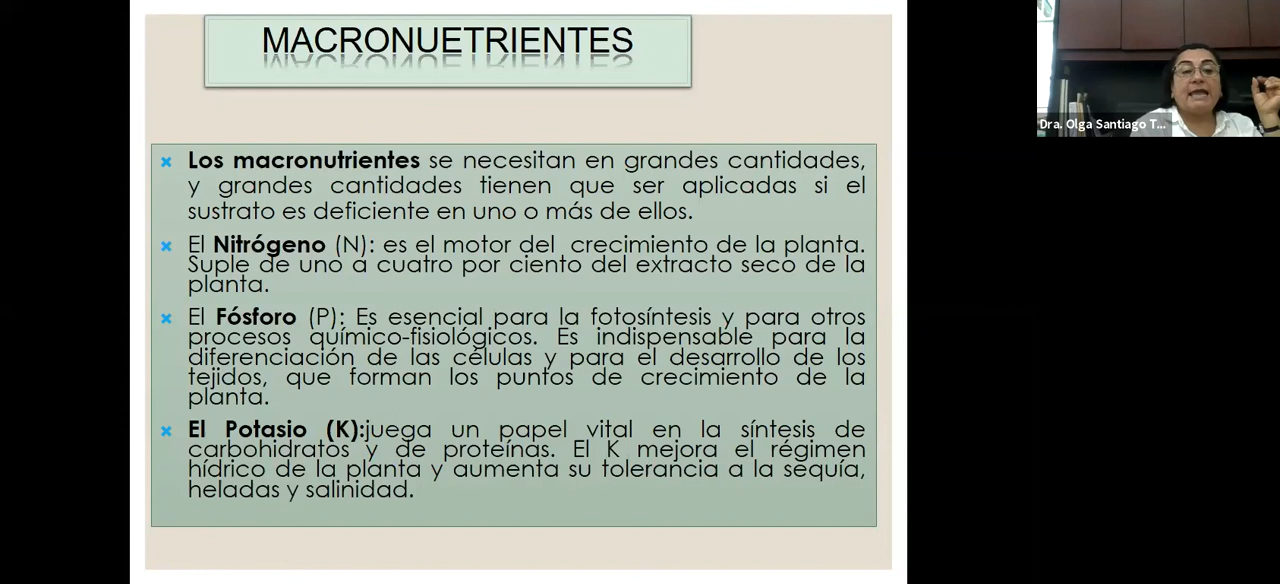 MACRONUETRIENTES
Dra. Olga Santiago T...
Los macronutrientes se necesitan en grandes cantidades,
y grandes cantidades tienen que ser aplicadas si el
sustrato es deficiente en uno o más de ellos.
El Nitrógeno (N): es el motor del crecimiento de la planta.
Suple de uno a cuatro por ciento del extracto seco de la
planta.
El Fósforo (P): Es esencial para la fotosíntesis y para otros
procesos químico-fisiológicos. Es indispensable para la
diferenciación de las células y para el desarrollo de los
tejidos, que forman los puntos de crecimiento de la
planta.
El Potasio (K):juega un papel vital en la síntesis de
carbohidratos y de proteínas. El K mejora el régimen
hídrico de la planta y aumenta su tolerancia a la sequía,
heladas y salinidad.